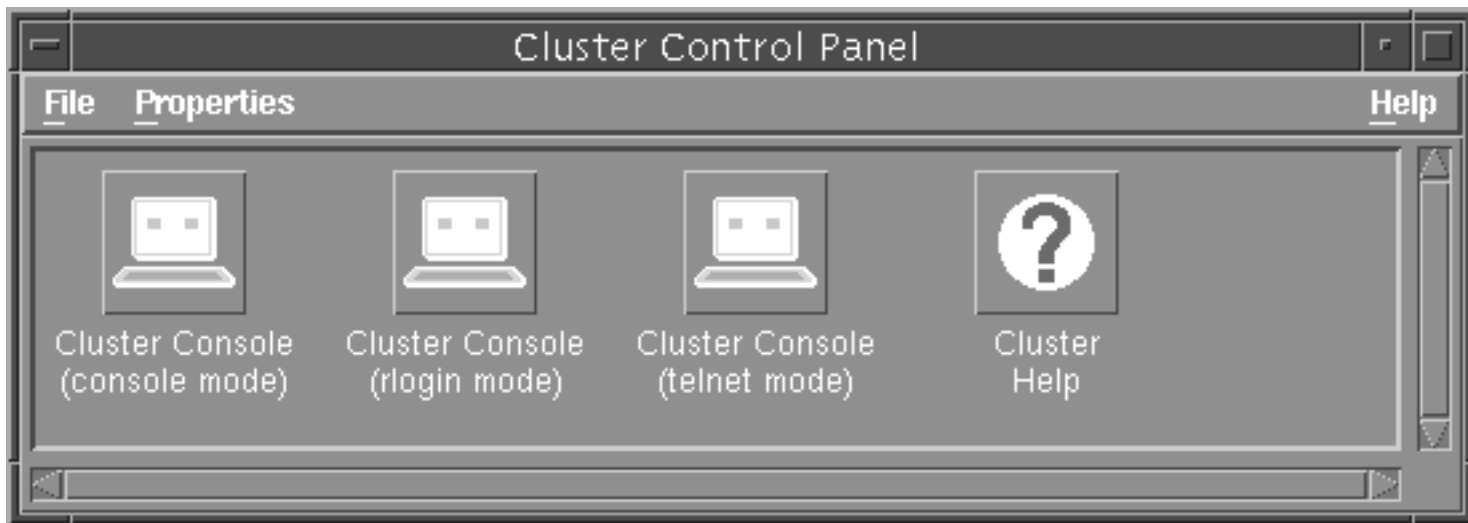 Cluster Control Panel
File Properties Help
Cluster Console Cluster Console Cluster Console Cluster
(console mode) (rlogin mode) (telnet mode) Help